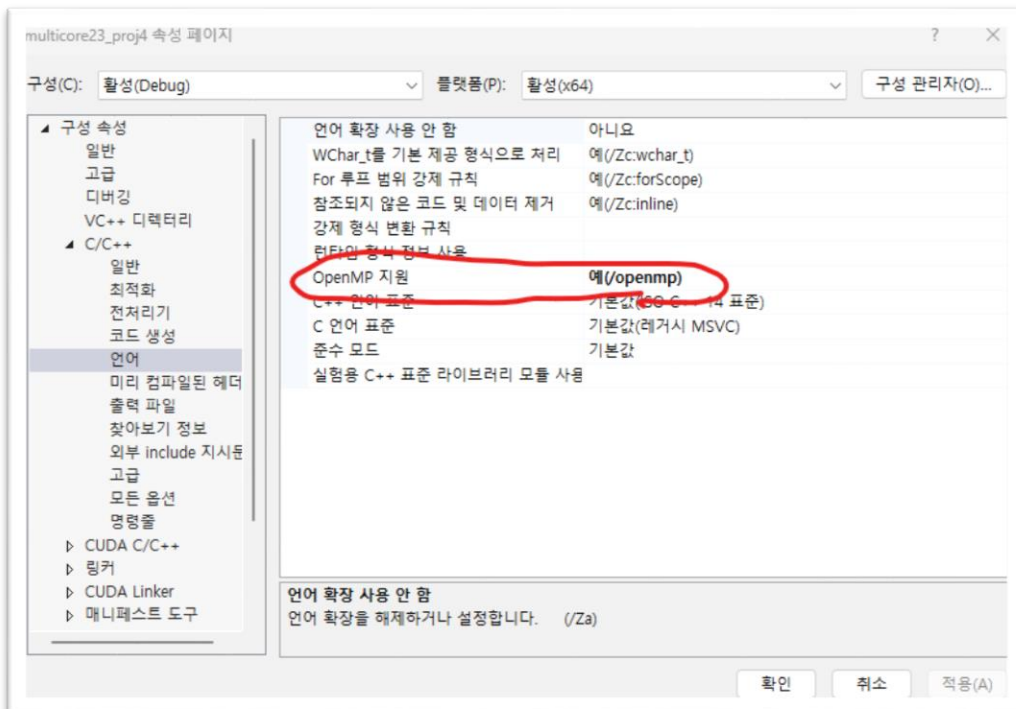 multicore23_proj4 속성 페이지 ? ×
구성(C): 활성(Debug) 플랫폼(P): 활성(x64) 구성 관리자(O)...
구성 속성
일반
고급
디버깅
VC++ 디렉터리
C/C++
일반
최적화
전처리기
코드 생성
언어
미리 컴파일된 헤더
출력 파일
찾아보기 정보
외부 include 지시문
고급
모든 옵션
명령줄
CUDA C/C++
링커
CUDA Linker
매니페스트 도구
언어 확장 사용 안 함 아니요
WChar_t를 기본 제공 형식으로 처리 예(/Zc:wchar_t)
For 루프 범위 강제 규칙 예(/Zc:forScope)
참조되지 않은 코드 및 데이터 제거 예(/Zc:inline)
강제 형식 변환 규칙
런타임 형식 정보 사용
OpenMP 지원 예(/openmp)
C++ 언어 표준 기본값(ISO C++14 표준)
C 언어 표준 기본값(레거시 MSVC)
준수 모드 기본값
실험용 C++ 표준 라이브러리 모듈 사용
언어 확장 사용 안 함
언어 확장을 해제하거나 설정합니다. (/Za)
확인 취소 적용(A)